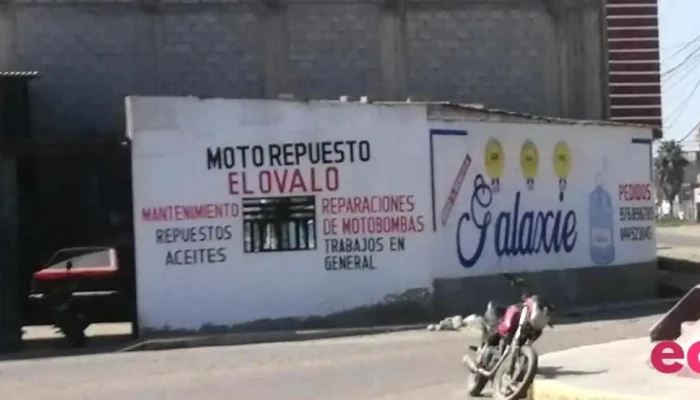 MOTO REPUESTO
EL OVALO
MANTENIMIENTO
REPUESTOS
ACEITES
REPARACIONES
DE MOTOBOMBAS
TRABAJOS EN
GENERAL
Galaxie
PEDIDOS